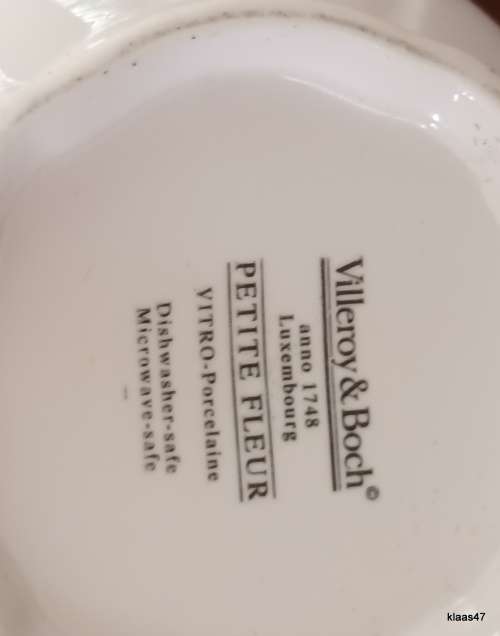 Villeroy & Boch©
anno 1748
Luxembourg
PETITE FLEUR
VITRO-Porcelaine
Dishwasher-safe
Microwave-safe
klaas47